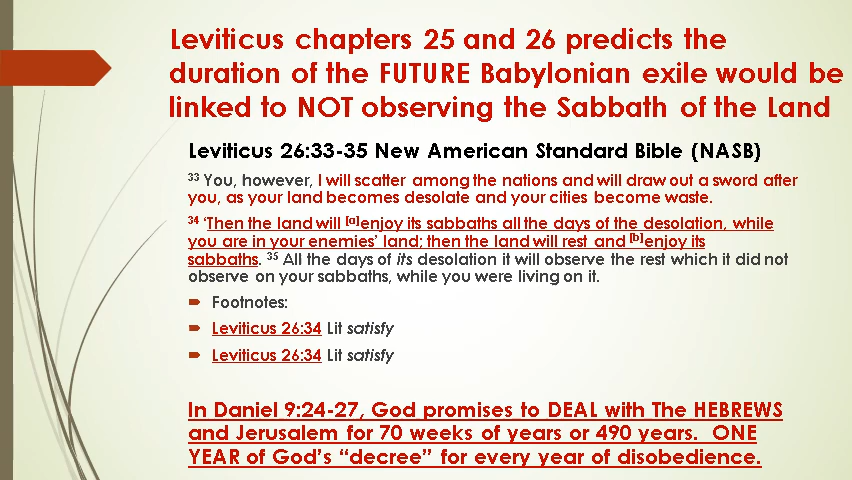 Leviticus chapters 25 and 26 predicts the
duration of the FUTURE Babylonian exile would be
linked to NOT observing the Sabbath of the Land
Leviticus 26:33-35 New American Standard Bible (NASB)
33 You, however, I will scatter among the nations and will draw out a sword after
you, as your land becomes desolate and your cities become waste.
34 ‘Then the land will [a]enjoy its sabbaths all the days of the desolation, while
you are in your enemies’ land; then the land will rest and [b]enjoy its
sabbaths. 35 All the days of its desolation it will observe the rest which it did not
observe on your sabbaths, while you were living on it.
Footnotes:
Leviticus 26:34 Lit satisfy
Leviticus 26:34 Lit satisfy
In Daniel 9:24-27, God promises to DEAL with The HEBREWS
and Jerusalem for 70 weeks of years or 490 years. ONE
YEAR of God’s “decree” for every year of disobedience.